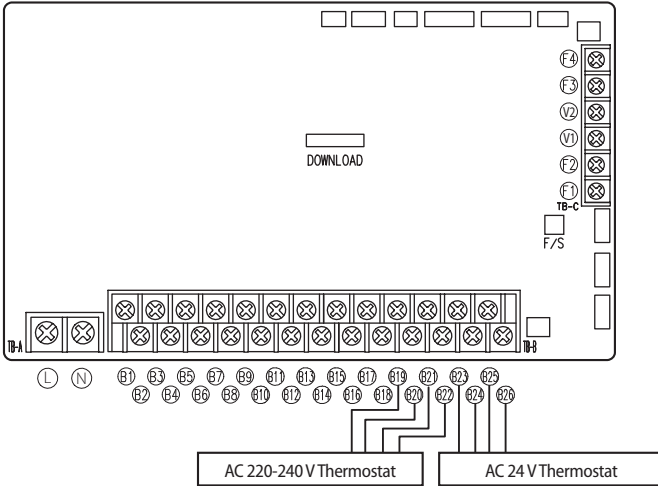 F4
F3
V2
V1
F2
F1
TB-C
DOWNLOAD
F/S
TB-A
TB-B
L N
B1 B3 B5 B7 B9 B11 B13 B15 B17 B19 B21 B23 B25
B2 B4 B6 B8 B10 B12 B14 B16 B18 B20 B22 B24 B26
AC 220-240 V Thermostat
AC 24 V Thermostat